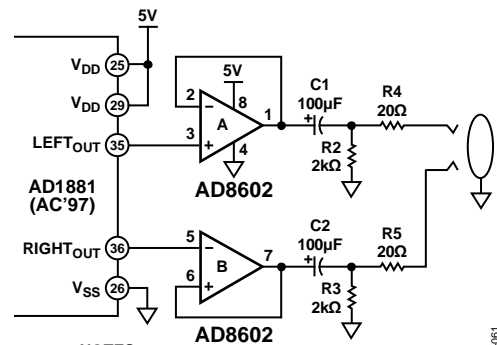 5V
VDD 25
VDD 29
LEFTOUT 35
AD1881
(AC'97)
RIGHTOUT 36
VSS 26
5V
2
−
8
1
A
3
+
4
AD8602
C1
100µF
+
R4
20Ω
R2
2kΩ
5
−
7
B
6
+
AD8602
C2
100µF
+
R5
20Ω
R3
2kΩ